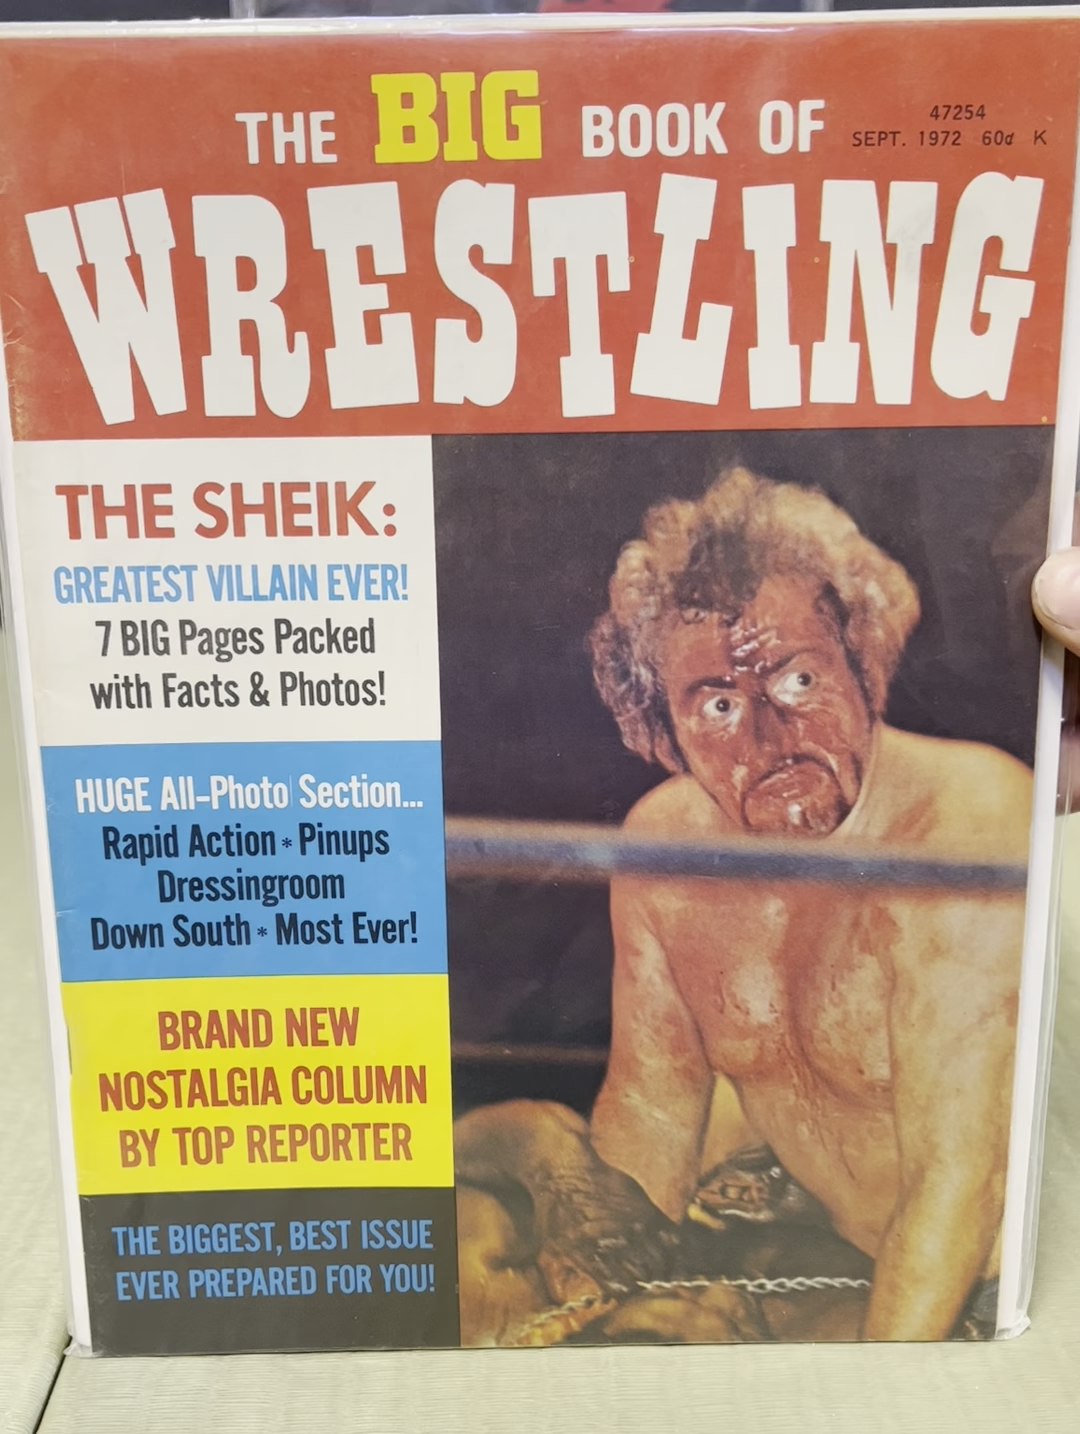 THE BIG BOOK OF
47254
SEPT. 1972 60¢ K
WRESTLING
THE SHEIK:
GREATEST VILLAIN EVER!
7 BIG Pages Packed
with Facts & Photos!
HUGE All-Photo Section...
Rapid Action * Pinups
Dressingroom
Down South * Most Ever!
BRAND NEW
NOSTALGIA COLUMN
BY TOP REPORTER
THE BIGGEST, BEST ISSUE
EVER PREPARED FOR YOU!